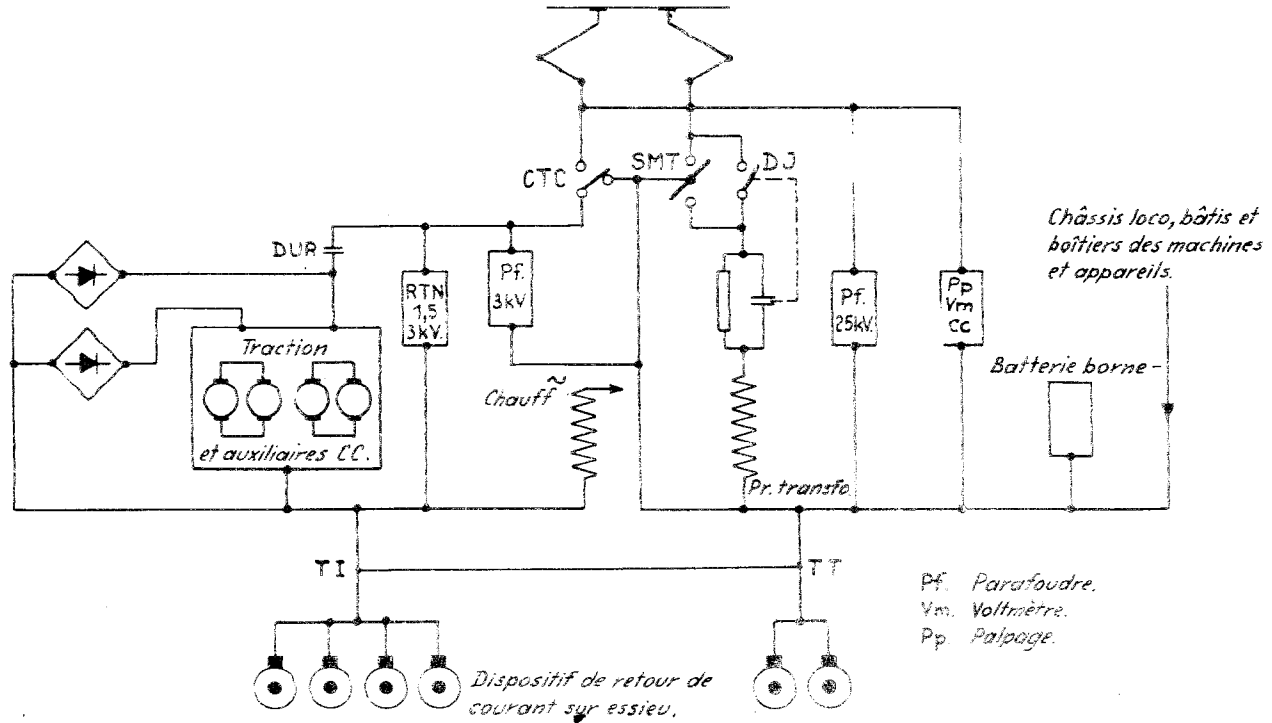 CTC
SMT
DJ
DUR
Châssis loco, bâtis et
boîtiers des machines
et appareils.
RTN
1,5
3kV.
Pf.
3kV
Pf.
25kV.
Pp
Vm
CC
Traction
et auxiliaires CC.
Chauff ~
Batterie borne -
Pr. transfo
TI
TT
Pf. Parafoudre.
Vm. Voltmètre.
Pp. Palpage.
Dispositif de retour de
courant sur essieu.